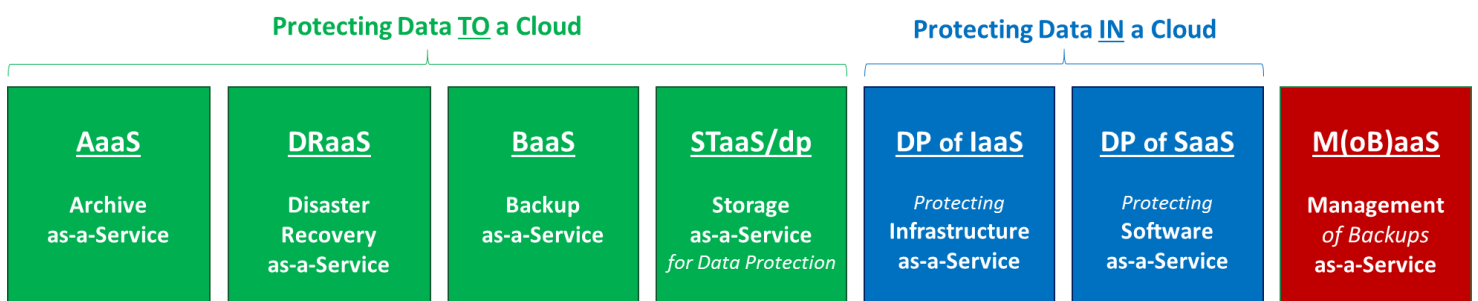 Protecting Data TO a Cloud
Protecting Data IN a Cloud
AaaS
Archive
as-a-Service
DRaaS
Disaster
Recovery
as-a-Service
BaaS
Backup
as-a-Service
STaaS/dp
Storage
as-a-Service
for Data Protection
DP of IaaS
Protecting
Infrastructure
as-a-Service
DP of SaaS
Protecting
Software
as-a-Service
M(oB)aaS
Management
of Backups
as-a-Service